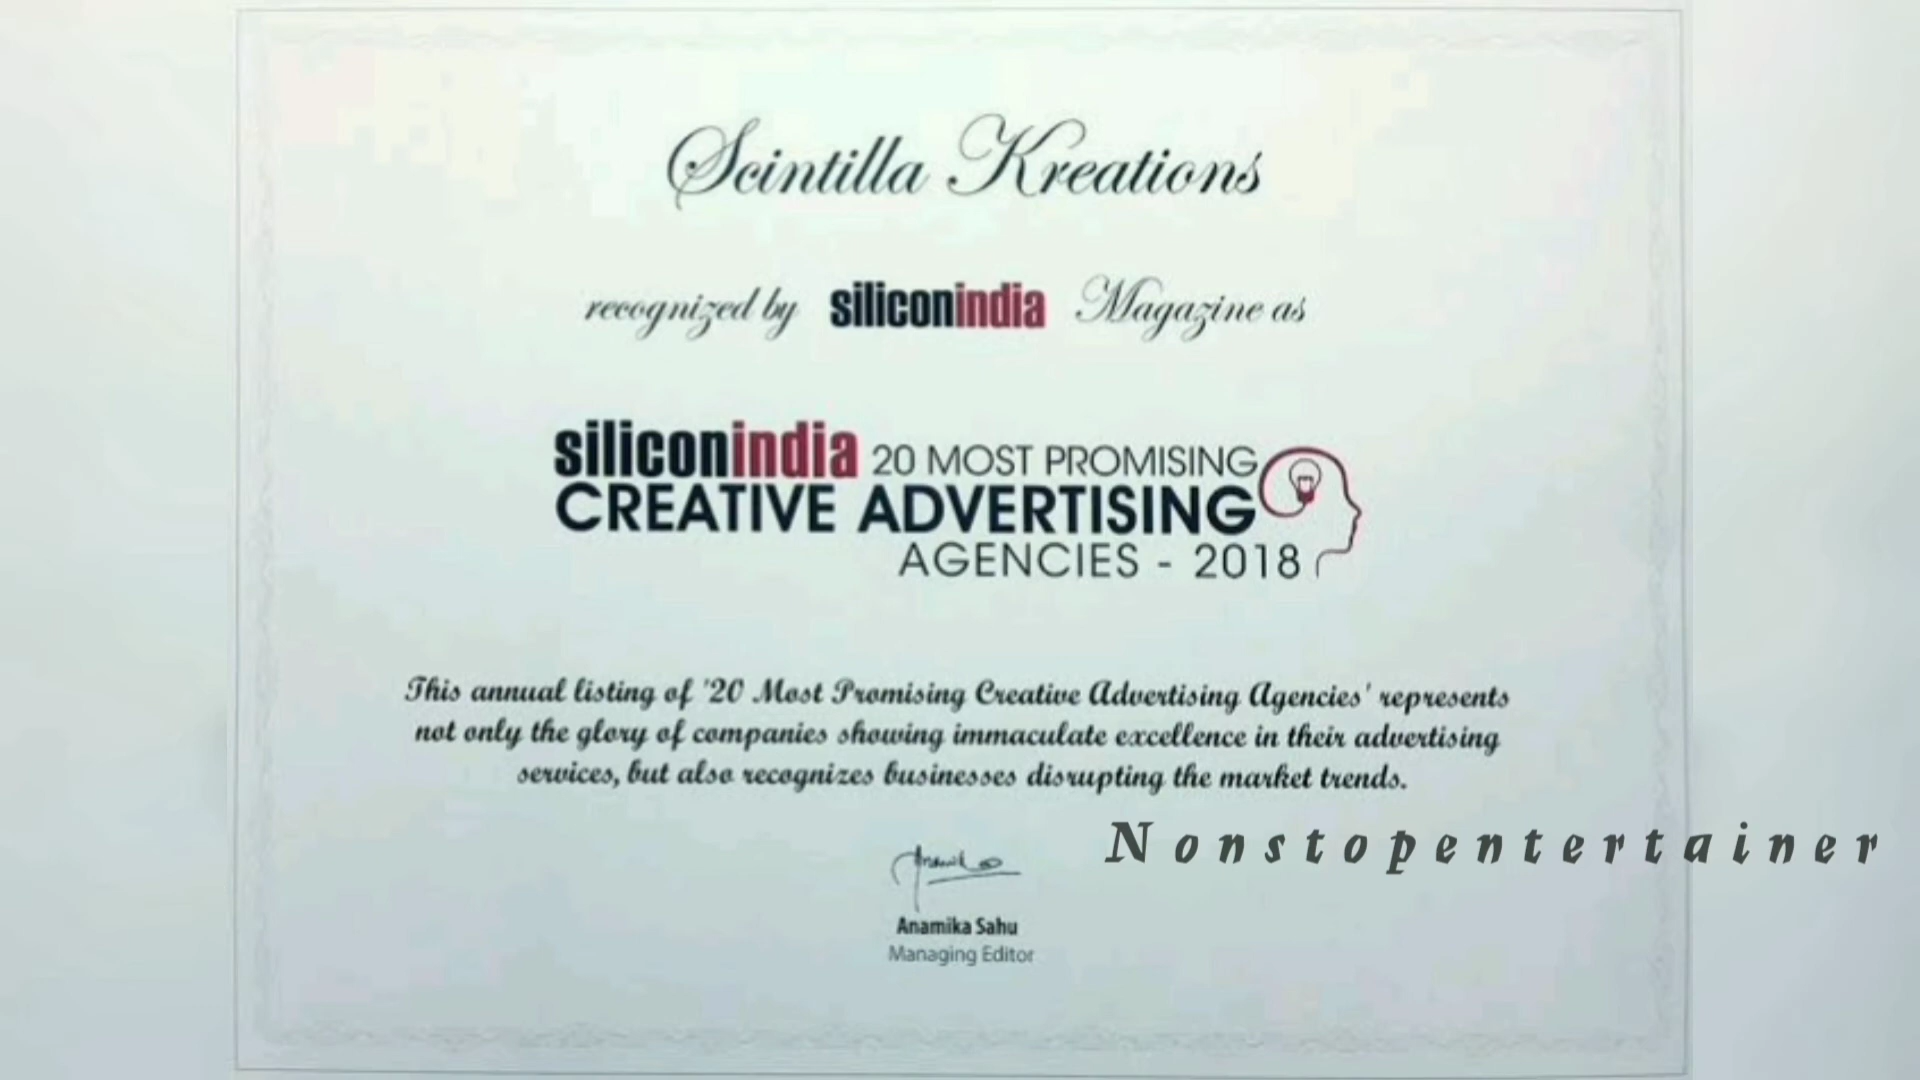 Scintilla Kreations
recognized by siliconindia Magazine as
siliconindia 20 MOST PROMISING
CREATIVE ADVERTISING
AGENCIES - 2018
This annual listing of '20 Most Promising Creative Advertising Agencies' represents
not only the glory of companies showing immaculate excellence in their advertising
services, but also recognizes businesses disrupting the market trends.
Nonstopentertainer
Anamika Sahu
Managing Editor